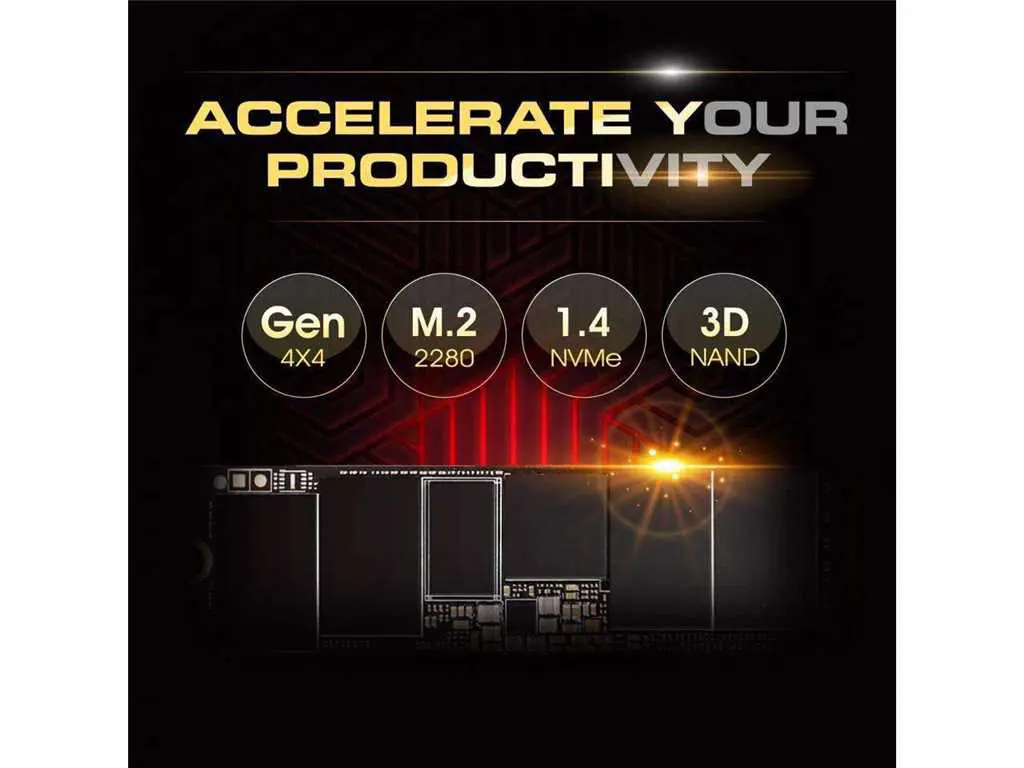 ACCELERATE YOUR
PRODUCTIVITY
Gen
4X4
M.2
2280
1.4
NVMe
3D
NAND